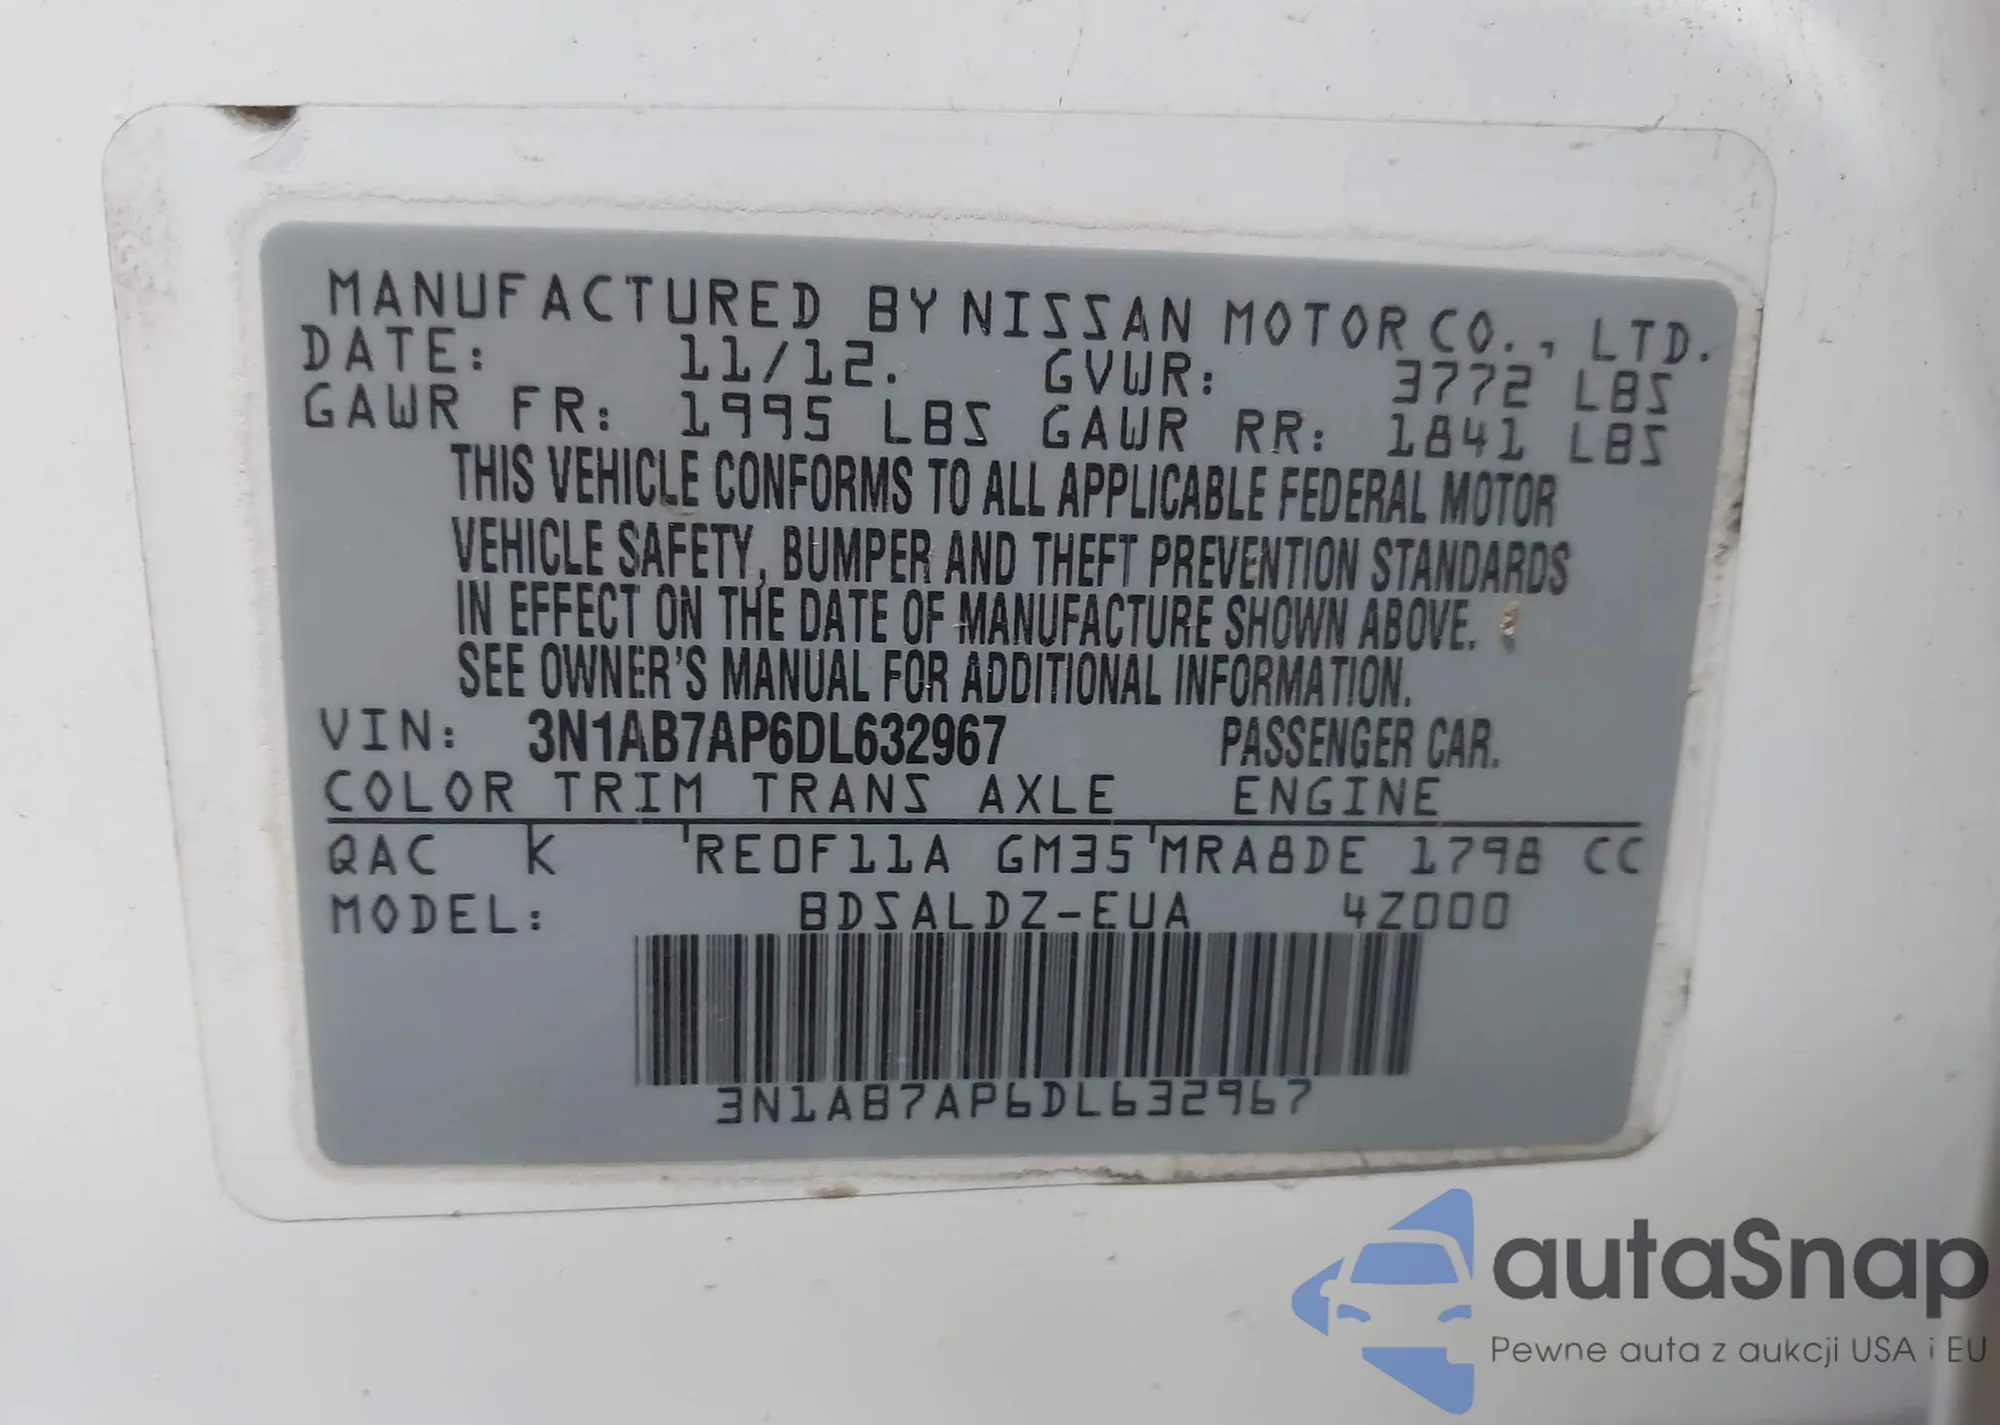 MANUFACTURED BY NISSAN MOTOR CO., LTD.
DATE: 11/12. GVWR: 3772 LBS
GAWR FR: 1995 LBS GAWR RR: 1841 LBS
THIS VEHICLE CONFORMS TO ALL APPLICABLE FEDERAL MOTOR
VEHICLE SAFETY, BUMPER AND THEFT PREVENTION STANDARDS
IN EFFECT ON THE DATE OF MANUFACTURE SHOWN ABOVE.
SEE OWNER'S MANUAL FOR ADDITIONAL INFORMATION.
VIN: 3N1AB7AP6DL632967 PASSENGER CAR.
COLOR TRIM TRANS AXLE ENGINE
QAC K RE0F11A GM35 MRA8DE 1798 CC
MODEL: BDSALDZ-EUA 4Z000
3N1AB7AP6DL632967
autaSnap
Pewne auta z aukcji USA i EU